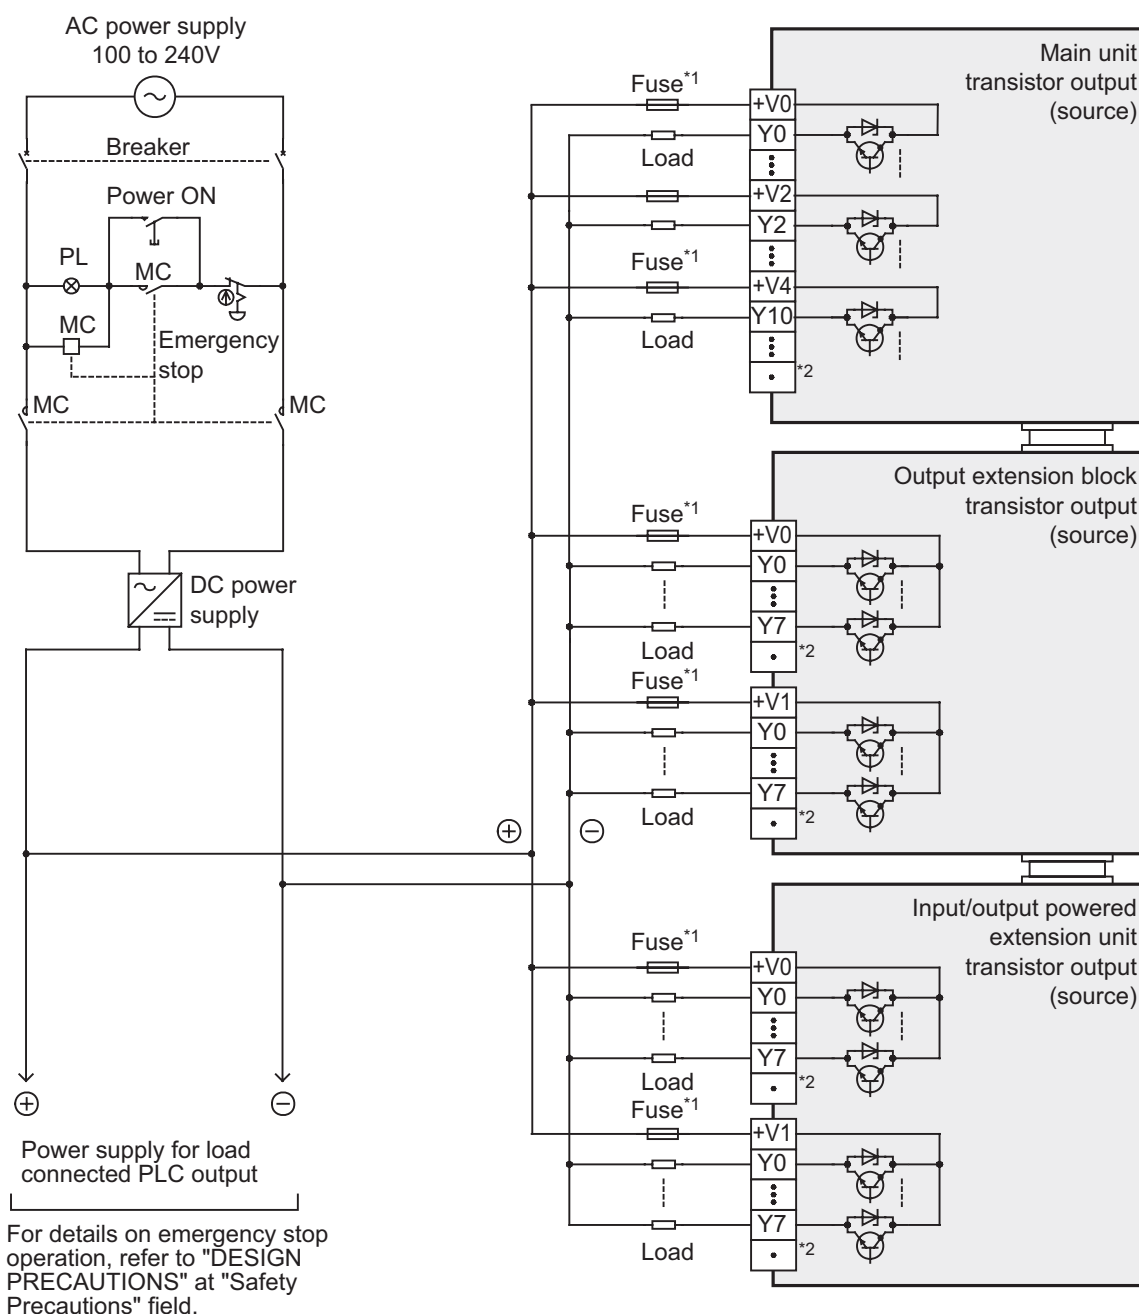 AC power supply
100 to 240V
Breaker
Power ON
PL
MC
MC
Emergency
stop
MC
MC
DC power
supply
⊕
⊖
Power supply for load
connected PLC output
For details on emergency stop
operation, refer to "DESIGN
PRECAUTIONS" at "Safety
Precautions" field.
⊕
⊖
Main unit
transistor output
(source)
Fuse*1
+V0
Y0
Load
+V2
Y2
Fuse*1
+V4
Y10
Load
*2
Output extension block
transistor output
(source)
Fuse*1
+V0
Y0
Y7
Load
*2
Fuse*1
+V1
Y0
Y7
Load
*2
Input/output powered
extension unit
transistor output
(source)
Fuse*1
+V0
Y0
Y7
Load
*2
Fuse*1
+V1
Y0
Y7
Load
*2